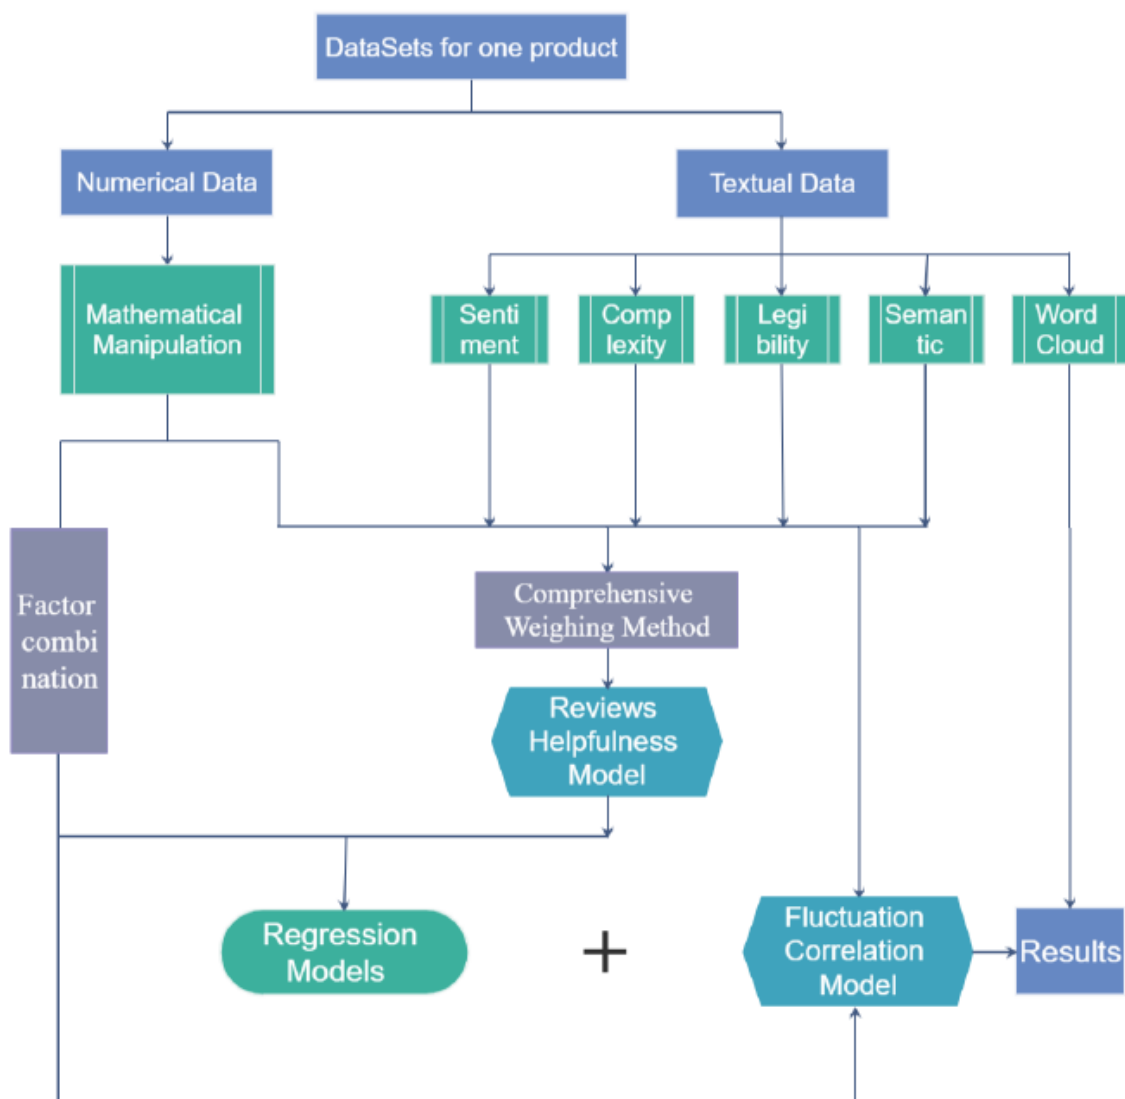 DataSets for one product
Numerical Data
Textual Data
Mathematical
Manipulation
Senti
ment
Comp
lexity
Legi
bility
Seman
tic
Word
Cloud
Factor
combi
nation
Comprehensive
Weighing Method
Reviews
Helpfulness
Model
Regression
Models
+
Fluctuation
Correlation
Model
Results